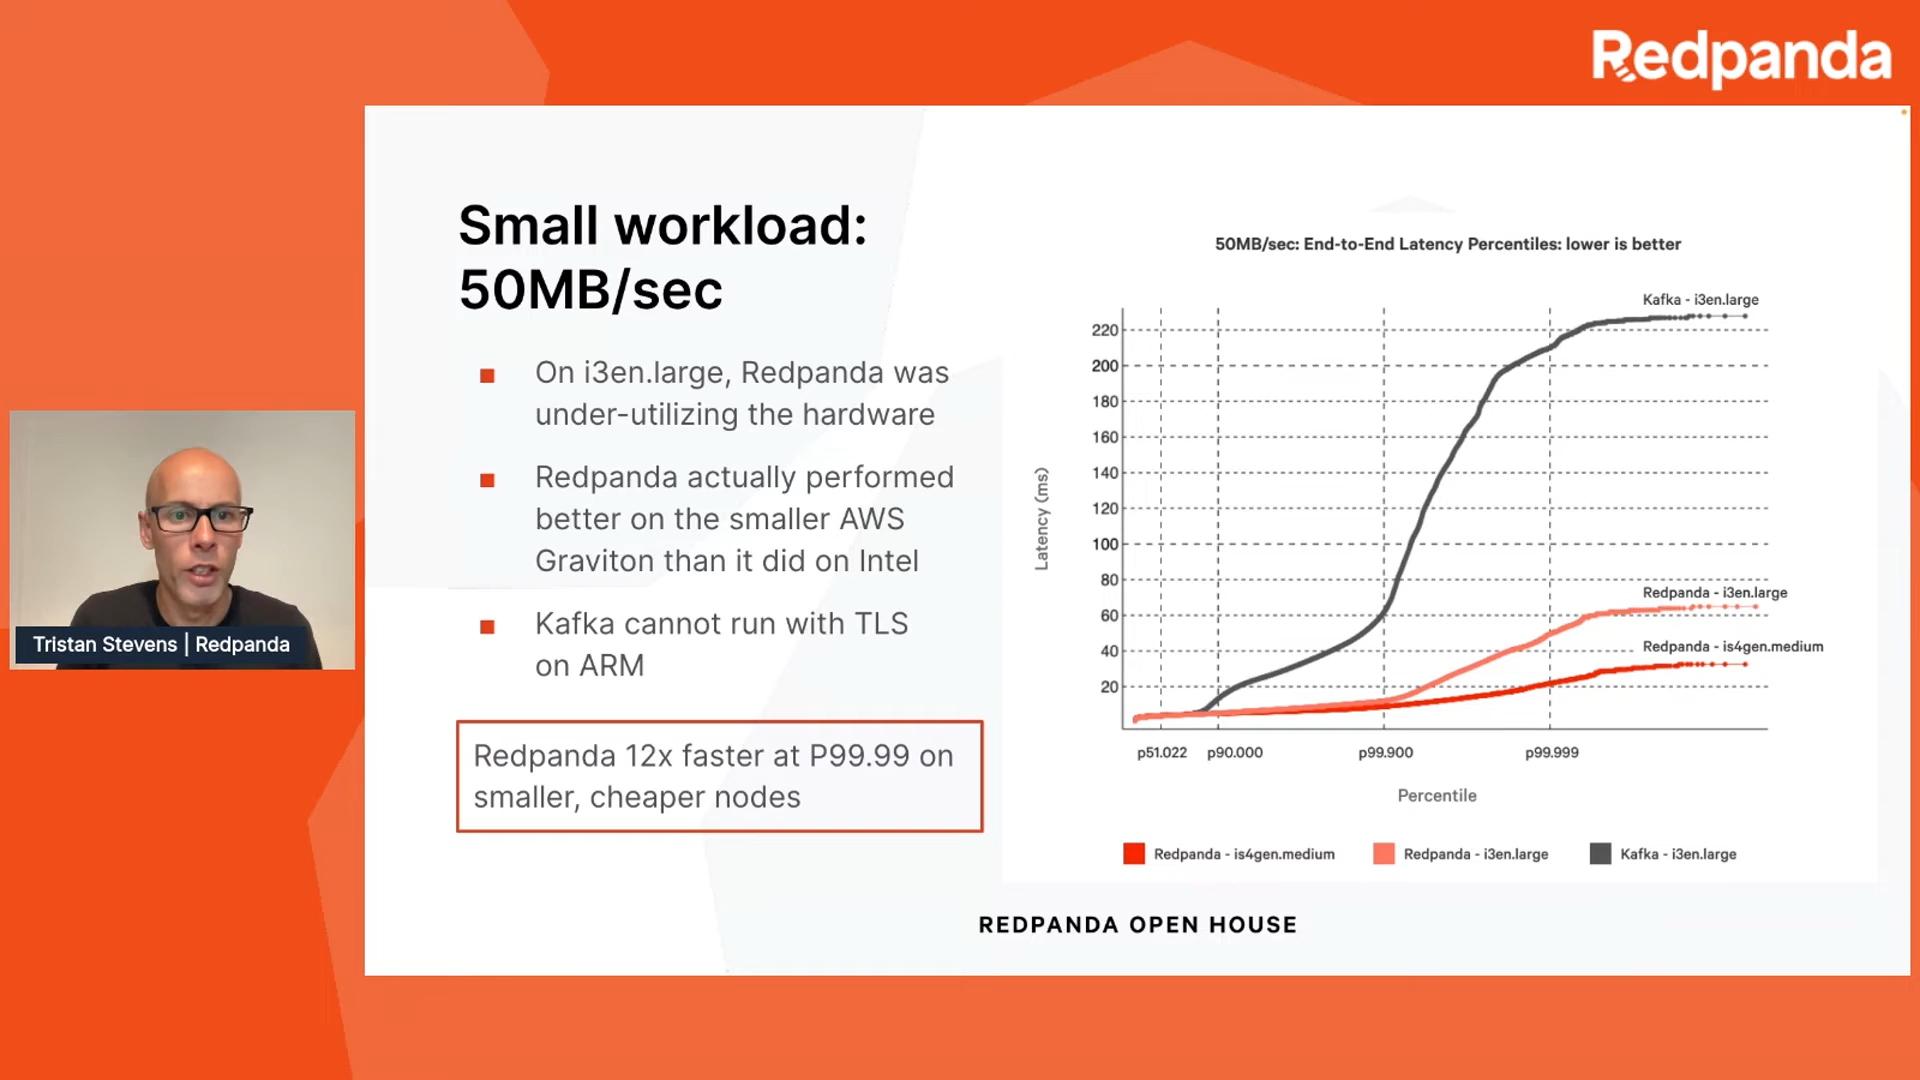 Redpanda
Small workload:
50MB/sec
On i3en.large, Redpanda was
under-utilizing the hardware
Redpanda actually performed
better on the smaller AWS
Graviton than it did on Intel
Kafka cannot run with TLS
on ARM
Redpanda 12x faster at P99.99 on
smaller, cheaper nodes
50MB/sec: End-to-End Latency Percentiles: lower is better
Kafka - i3en.large
220
200
180
160
140
120
100
80
60
40
20
Latency (ms)
Redpanda - i3en.large
Redpanda - is4gen.medium
p51.022 p90.000 p99.900 p99.999
Percentile
Redpanda - is4gen.medium Redpanda - i3en.large Kafka - i3en.large
REDPANDA OPEN HOUSE
Tristan Stevens | Redpanda